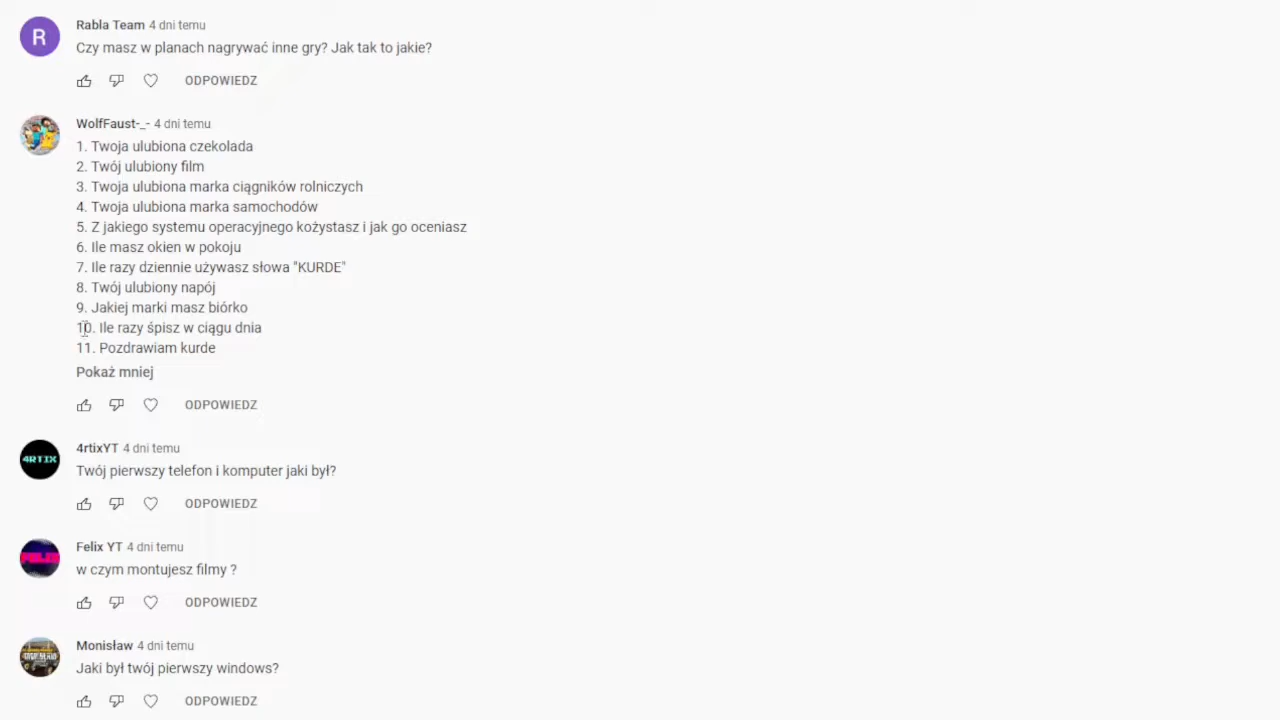 R
Rabla Team 4 dni temu
Czy masz w planach nagrywać inne gry? Jak tak to jakie?
ODPOWIEDZ
WolfFaust-_- 4 dni temu
1. Twoja ulubiona czekolada
2. Twój ulubiony film
3. Twoja ulubiona marka ciągników rolniczych
4. Twoja ulubiona marka samochodów
5. Z jakiego systemu operacyjnego kożystasz i jak go oceniasz
6. Ile masz okien w pokoju
7. Ile razy dziennie używasz słowa "KURDE"
8. Twój ulubiony napój
9. Jakiej marki masz biórko
10. Ile razy śpisz w ciągu dnia
11. Pozdrawiam kurde
Pokaż mniej
ODPOWIEDZ
4RTIX
4rtixYT 4 dni temu
Twój pierwszy telefon i komputer jaki był?
ODPOWIEDZ
Felix YT 4 dni temu
w czym montujesz filmy ?
ODPOWIEDZ
Monisław 4 dni temu
Jaki był twój pierwszy windows?
ODPOWIEDZ